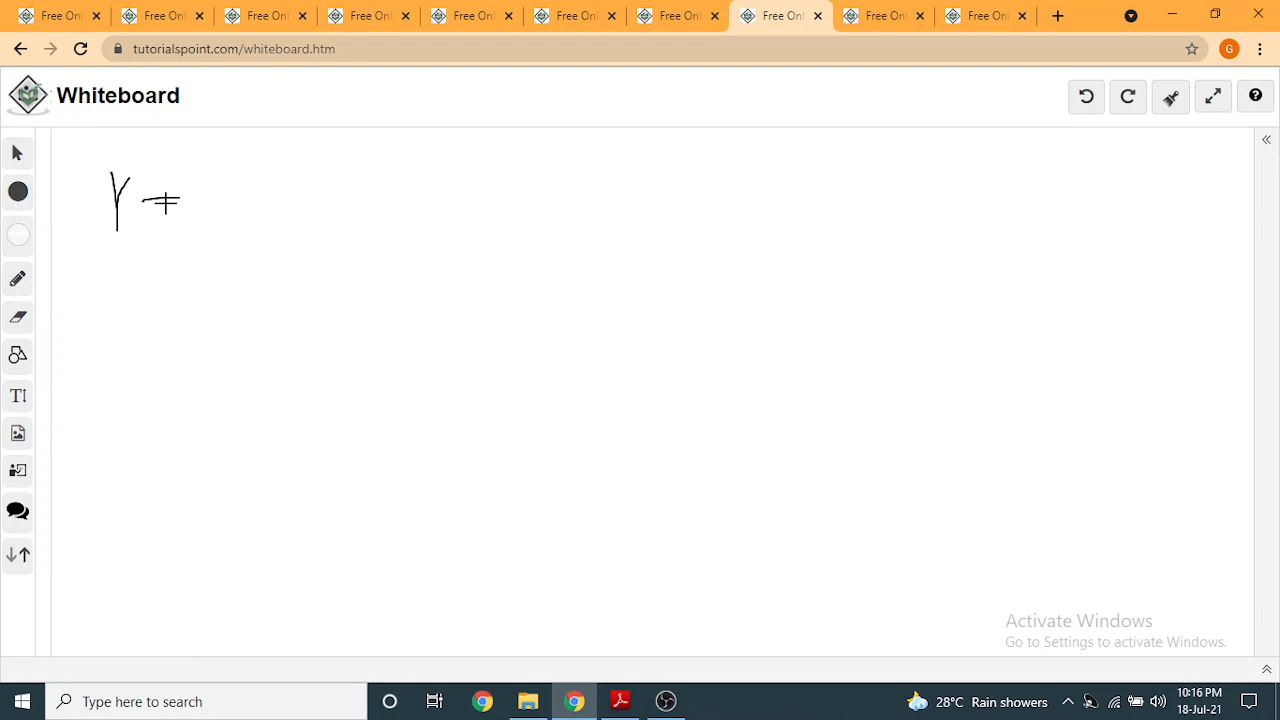 Free Onl Free Onl Free Onl Free Onl Free Onl Free Onl Free Onl Free Onl Free Onl Free Onl
tutorialspoint.com/whiteboard.htm G
Whiteboard
Y =
T
Activate Windows
Go to Settings to activate Windows.
Type here to search 28°C Rain showers 10:16 PM
18-Jul-21